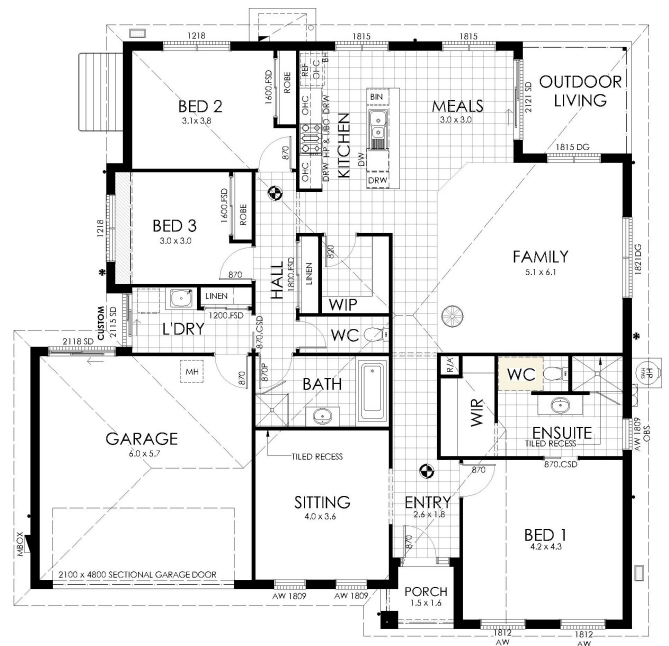 1218
1815
1815
BED 2
3.1x 3.8
1600.FSD
ROBE
REF
OHC
BH
OHC
DRW
HP & UBO
DRW
OHC
KITCHEN
BIN
DW
DRW
MEALS
3.0 x 3.0
2121 SD
OUTDOOR
LIVING
1815 DG
870
1218
BED 3
3.0 x 3.0
1600.FSD
ROBE
870
HALL
1800.FSD
LINEN
820
WIP
FAMILY
5.1 x 6.1
1821DG
CUSTOM
2115 SD
L'DRY
LINEN
1200.FSD
870.CSD
WC
2118 SD
MH
870
870P
BATH
R/A
WIR
WC
HP
HWS
ENSUITE
TILED RECESS
870.CSD
AW 1809
OBS
GARAGE
6.0 x 5.7
TILED RECESS
SITTING
4.0 x 3.6
ENTRY
2.6 x 1.8
870
870
BED 1
4.2 x 4.3
MBOX
2100 x 4800 SECTIONAL GARAGE DOOR
AW 1809
AW 1809
PORCH
1.5 x 1.6
1812
AW
1812
AW